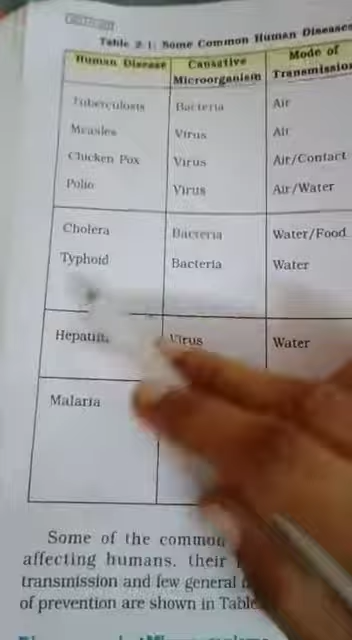 Table 2.1: Some Common Human Diseases
Human Disease Causative Microorganism Mode of Transmission
Tuberculosis Bacteria Air
Measles Virus Air
Chicken Pox Virus Air/Contact
Polio Virus Air/Water
Cholera Bacteria Water/Food
Typhoid Bacteria Water
Virus Water
Malaria
Some of the common
affecting humans, their
transmission and few general
of prevention are shown in Table